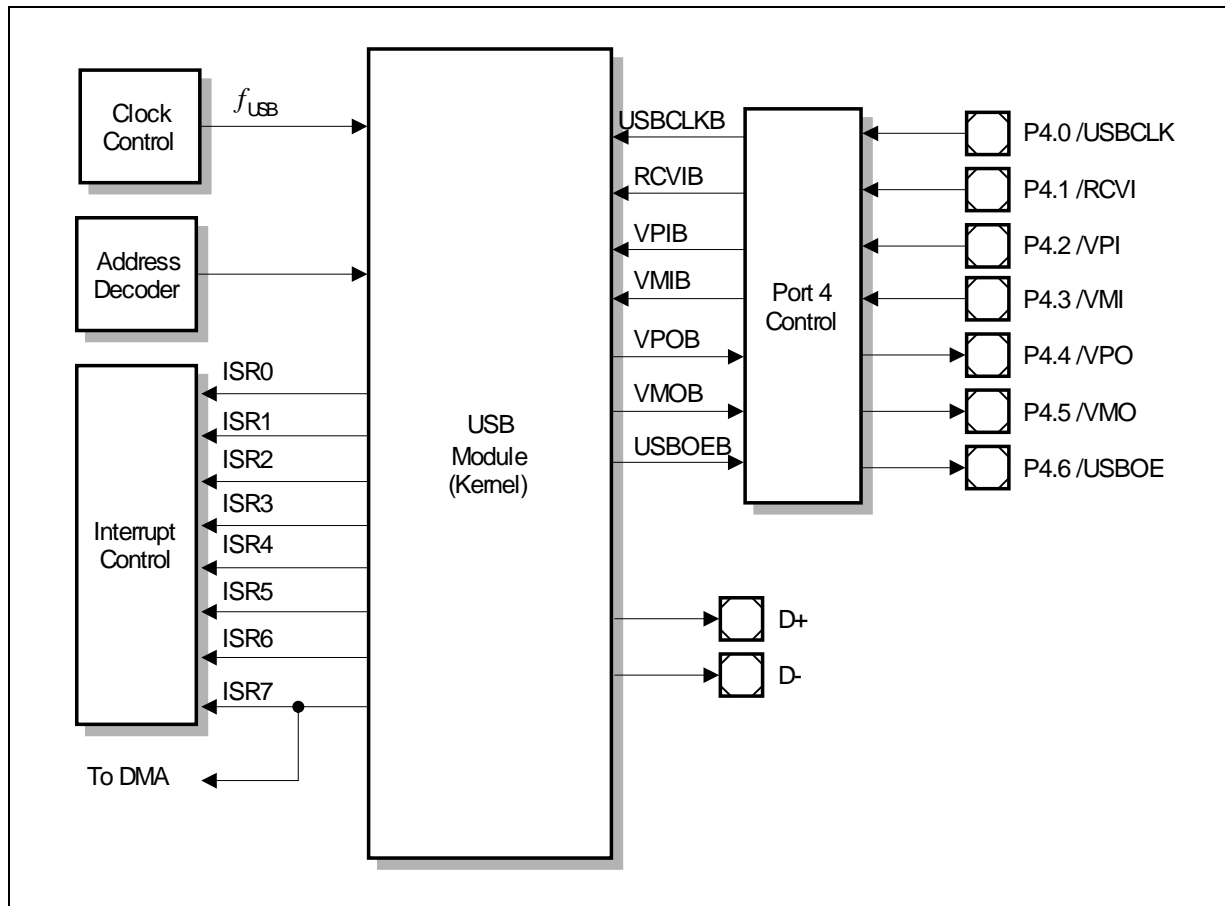 Clock
Control
fUSB
Address
Decoder
Interrupt
Control
ISR0
ISR1
ISR2
ISR3
ISR4
ISR5
ISR6
ISR7
To DMA
USB
Module
(Kernel)
USBCLKB
RCVIB
VPIB
VMIB
VPOB
VMOB
USBOEB
Port 4
Control
P4.0 /USBCLK
P4.1 /RCVI
P4.2 /VPI
P4.3 /VMI
P4.4 /VPO
P4.5 /VMO
P4.6 /USBOE
D+
D-